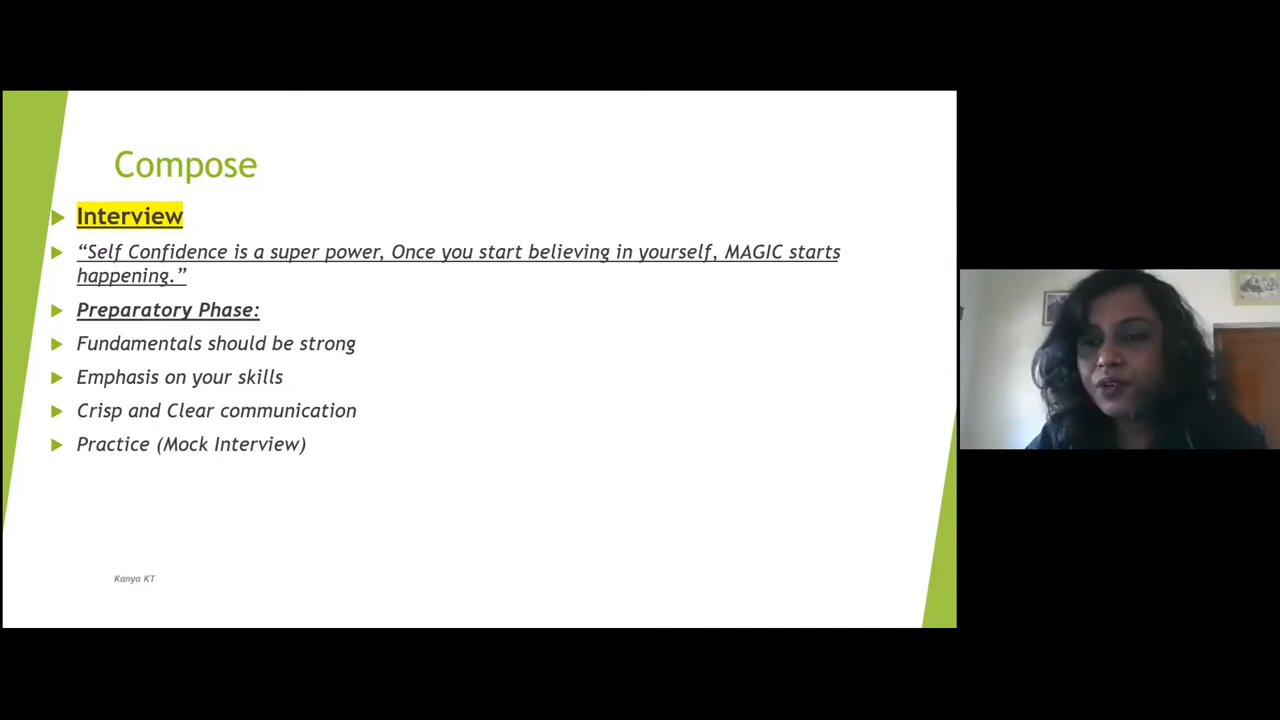 Compose
Interview
“Self Confidence is a super power, Once you start believing in yourself, MAGIC starts
happening.”
Preparatory Phase:
Fundamentals should be strong
Emphasis on your skills
Crisp and Clear communication
Practice (Mock Interview)
Kanya KT